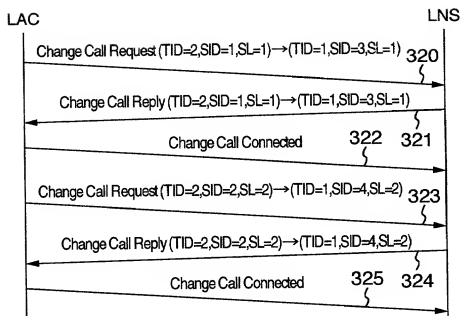 LAC LNS
Change Call Request (TID=2,SID=1,SL=1)→(TID=1,SID=3,SL=1) 320
Change Call Reply (TID=2,SID=1,SL=1)→(TID=1,SID=3,SL=1)
321
Change Call Connected 322
Change Call Request (TID=2,SID=2,SL=2)→(TID=1,SID=4,SL=2) 323
Change Call Reply (TID=2,SID=2,SL=2)→(TID=1,SID=4,SL=2)
324
Change Call Connected 325